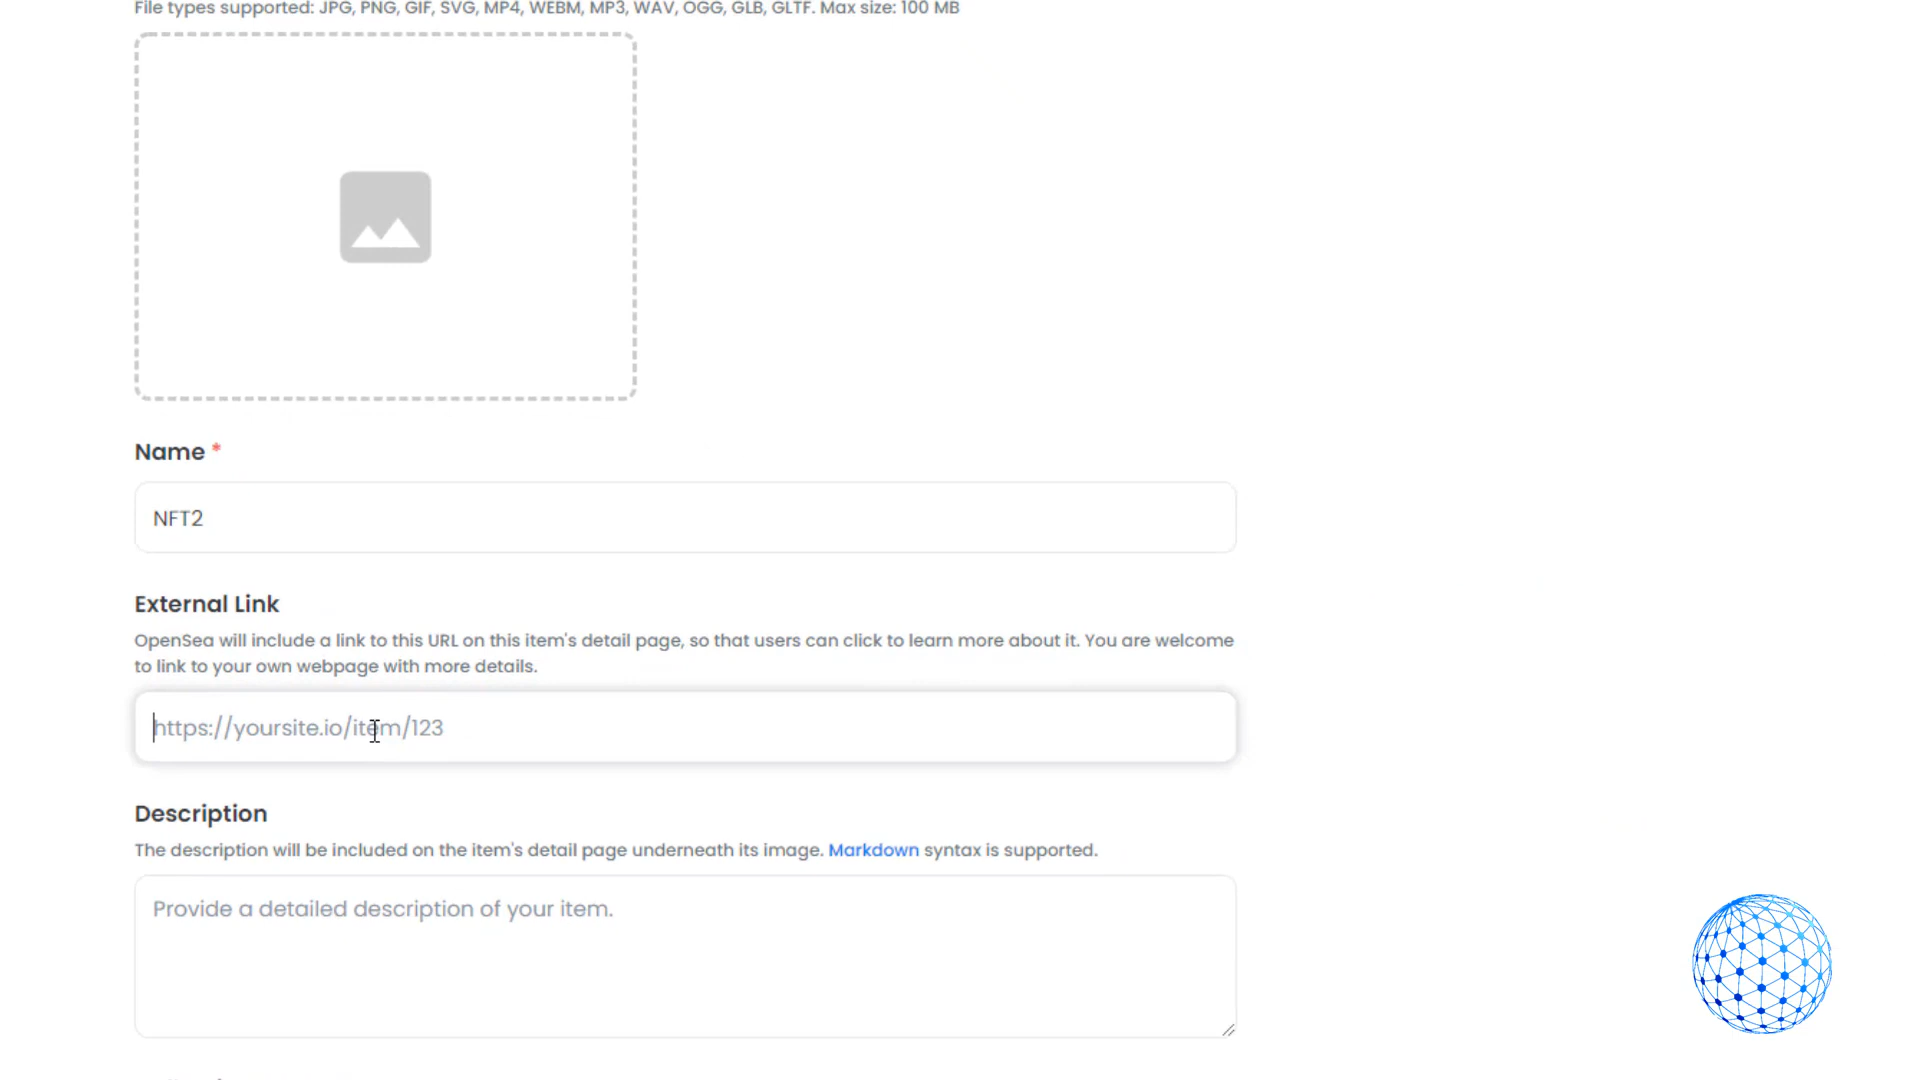 File types supported: JPG, PNG, GIF, SVG, MP4, WEBM, MP3, WAV, OGG, GLB, GLTF. Max size: 100 MB
Name *
NFT2
External Link
OpenSea will include a link to this URL on this item's detail page, so that users can click to learn more about it. You are welcome
to link to your own webpage with more details.
https://yoursite.io/item/123
Description
The description will be included on the item's detail page underneath its image. Markdown syntax is supported.
Provide a detailed description of your item.